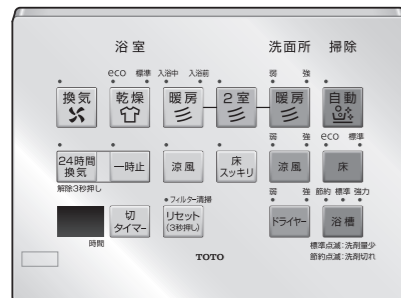 浴室 洗面所 掃除
eco 標準 入浴中 入浴前 弱 強
換気 乾燥 暖房 2室 暖房 自動
弱 強 eco 標準
24時間換気 一時止 涼風 床スッキリ 涼風 床
解除3秒押し
•フィルター清掃 弱 強 節約 標準 強力
切タイマー リセット(3秒押し) ドライヤー 浴槽
時間
標準点滅:洗剤量少
TOTO 節約点滅:洗剤切れ